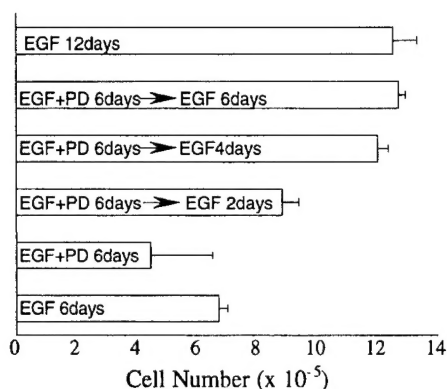 EGF 12days
EGF+PD 6days → EGF 6days
EGF+PD 6days → EGF4days
EGF+PD 6days → EGF 2days
EGF+PD 6days
EGF 6days
0 2 4 6 8 10 12 14
Cell Number (x 10⁻⁵)